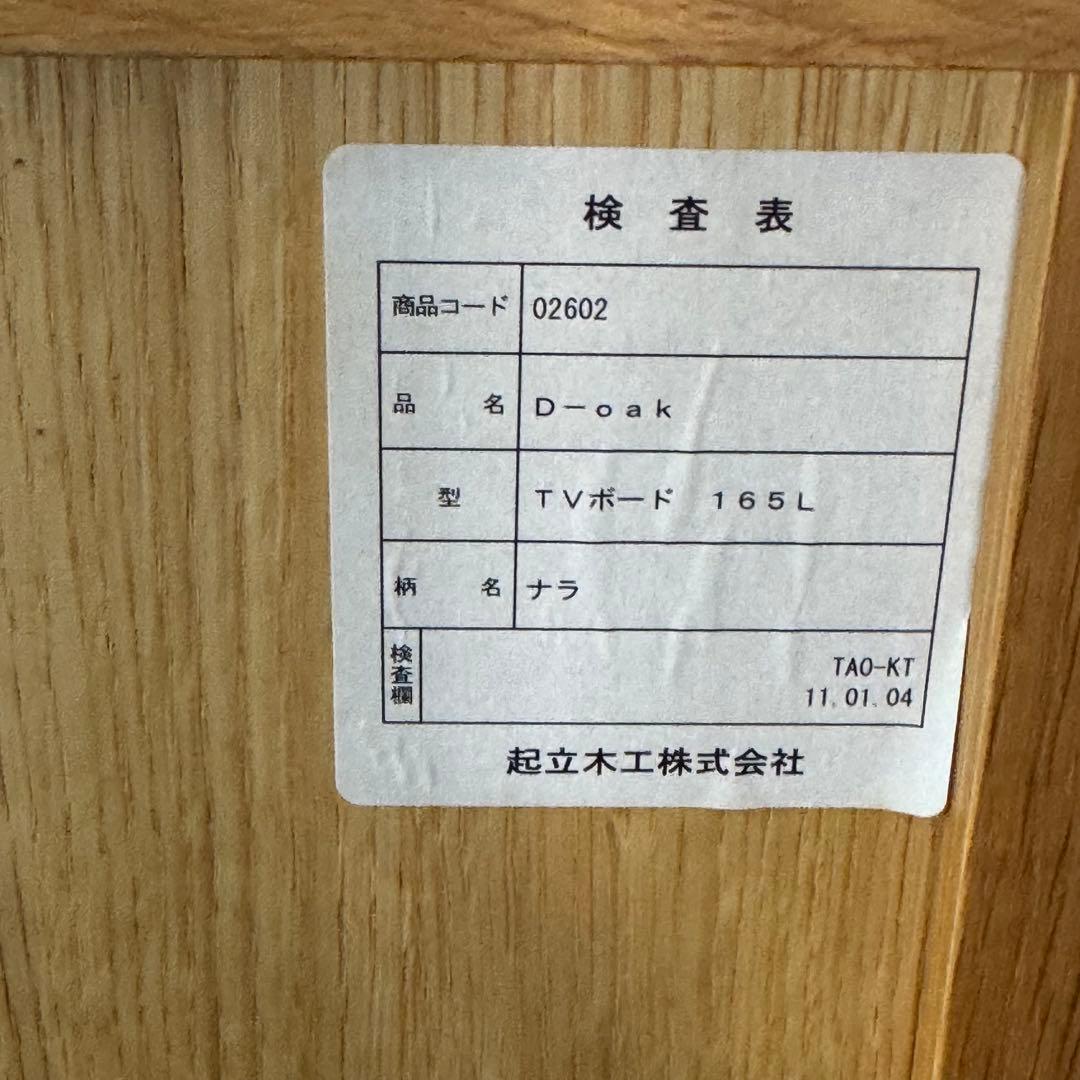 検査表
商品コード 02602
品名 D－oak
型 TVボード 165L
柄名 ナラ
検査欄 TAO-KT
11.01.04
起立木工株式会社